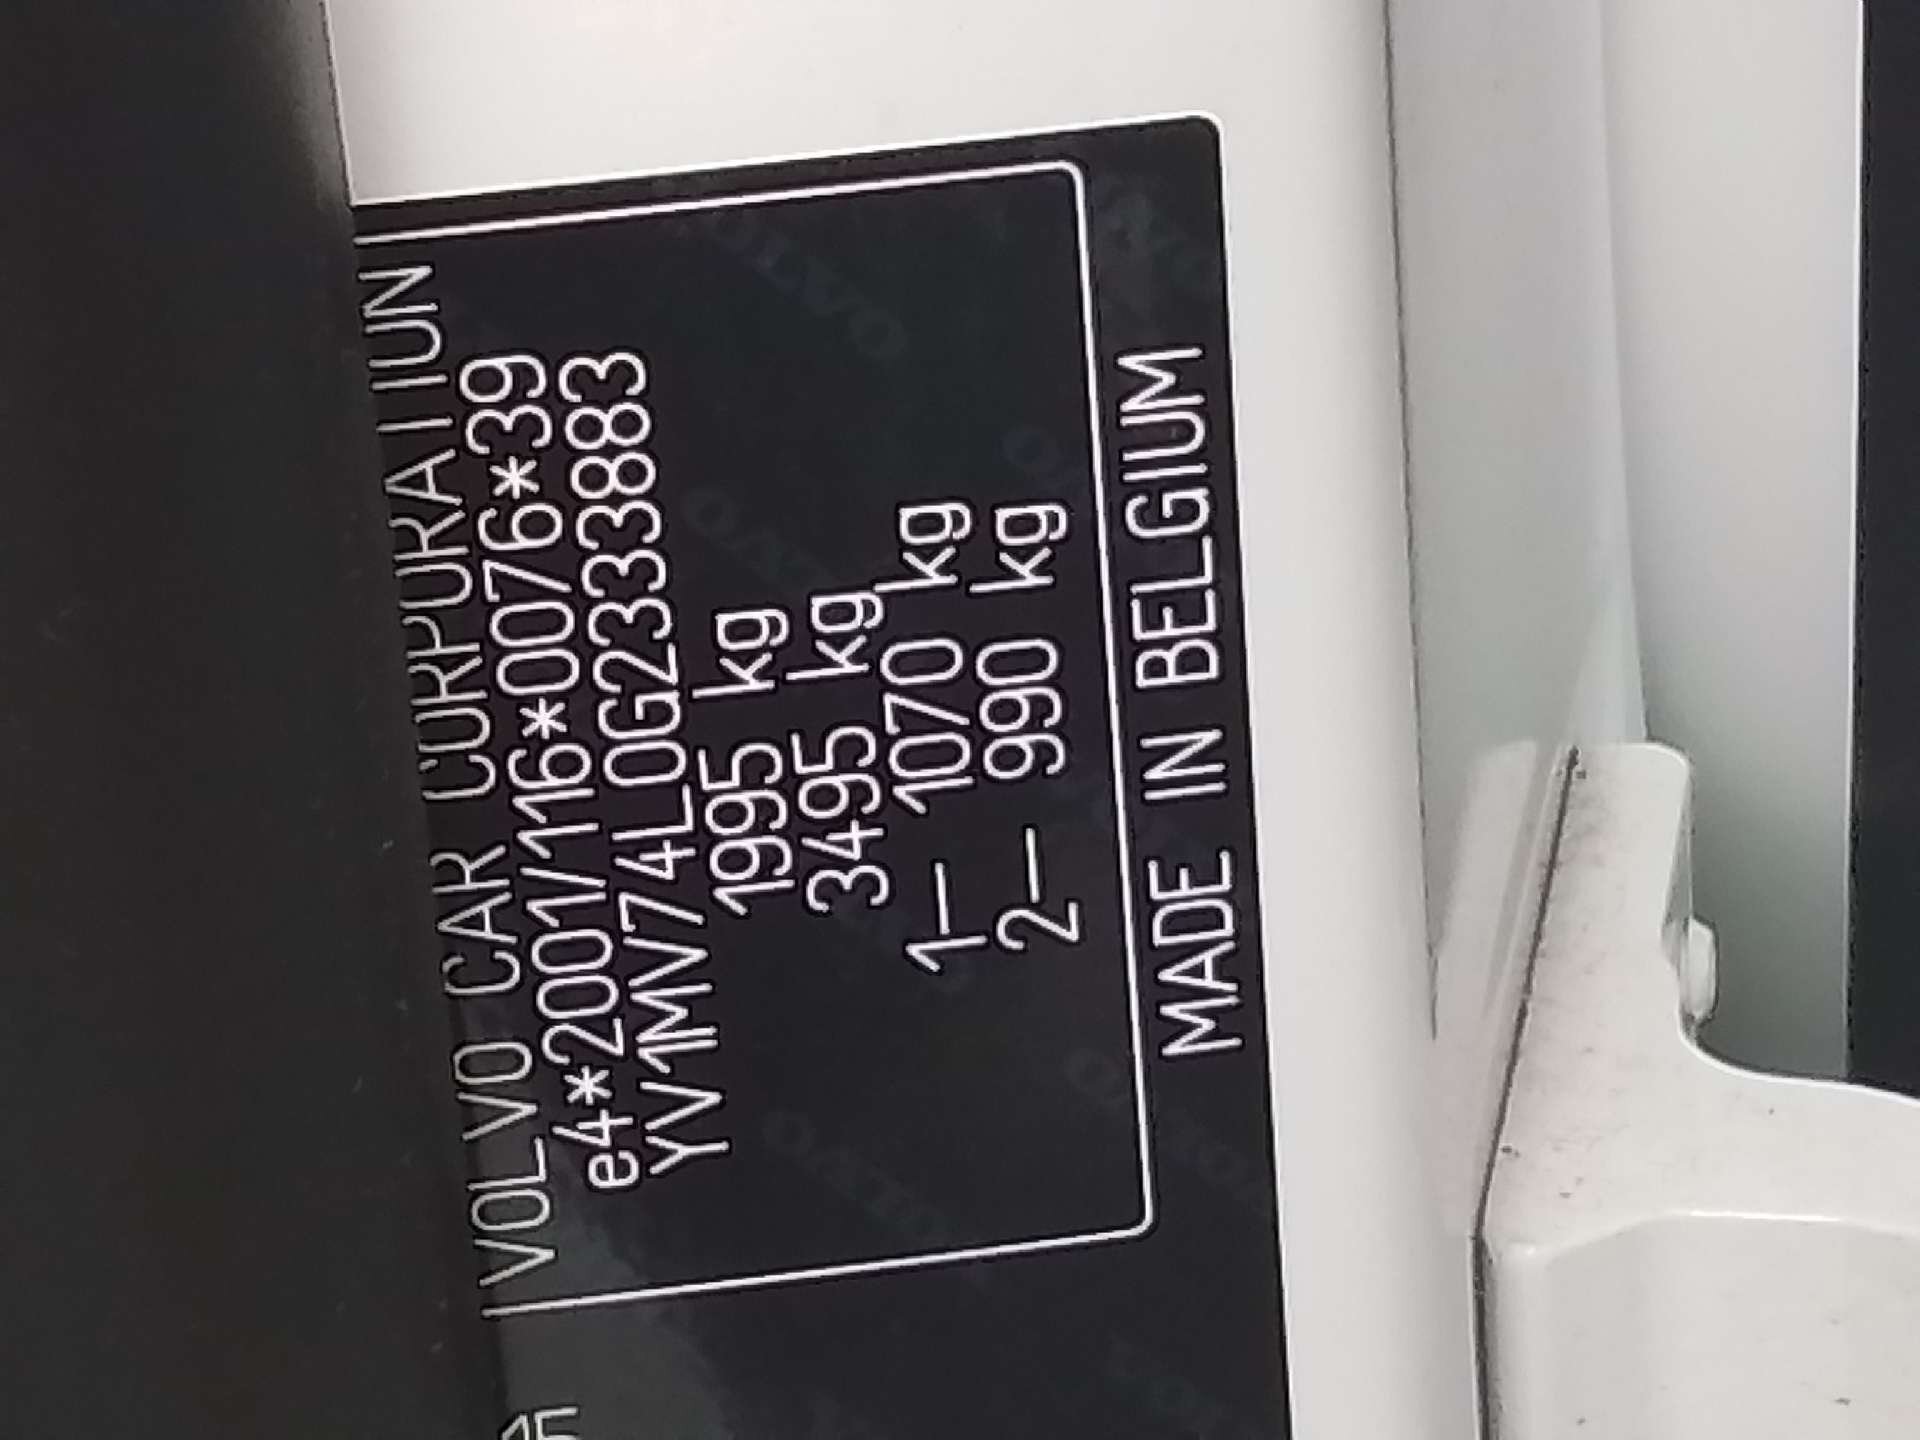 VOLVO CAR CORPORATION
e4*2001/116*0076*39
YV1MV74L0G2333883
1995 kg
3495 kg
1- 1070 kg
2- 990 kg
MADE IN BELGIUM